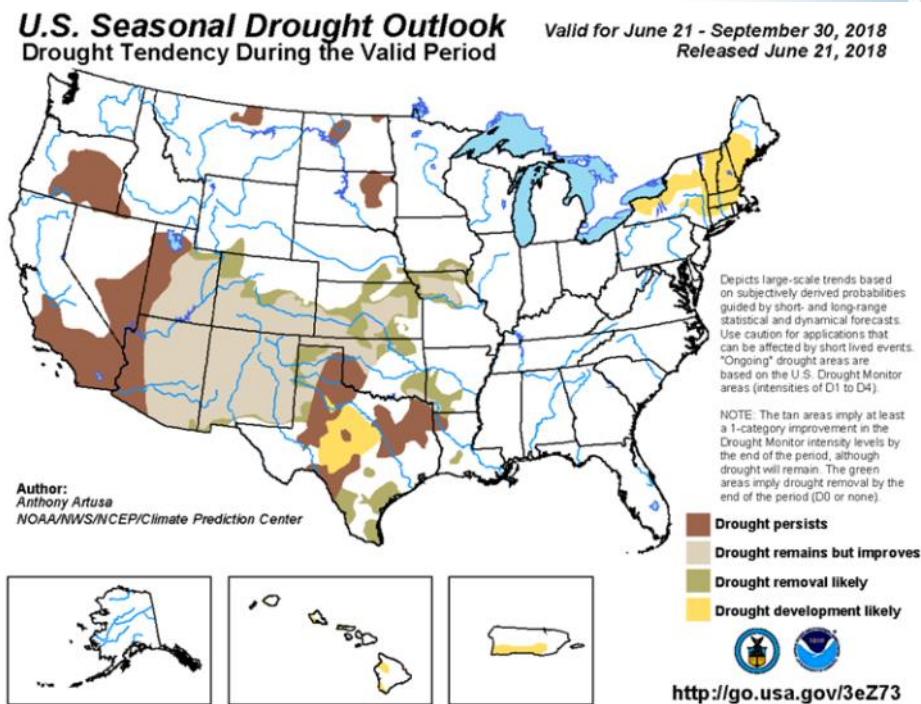 U.S. Seasonal Drought Outlook
Drought Tendency During the Valid Period
Valid for June 21 - September 30, 2018
Released June 21, 2018
Depicts large-scale trends based
on subjectively derived probabilities
guided by short- and long-range
statistical and dynamical forecasts.
Use caution for applications that
can be affected by short lived events.
"Ongoing" drought areas are
based on the U.S. Drought Monitor
areas (intensities of D1 to D4).
NOTE: The tan areas imply at least
a 1-category improvement in the
Drought Monitor intensity levels by
the end of the period, although
drought will remain. The green
areas imply drought removal by the
end of the period (D0 or none).
Author:
Anthony Artusa
NOAA/NWS/NCEP/Climate Prediction Center
Drought persists
Drought remains but improves
Drought removal likely
Drought development likely
http://go.usa.gov/3eZ73